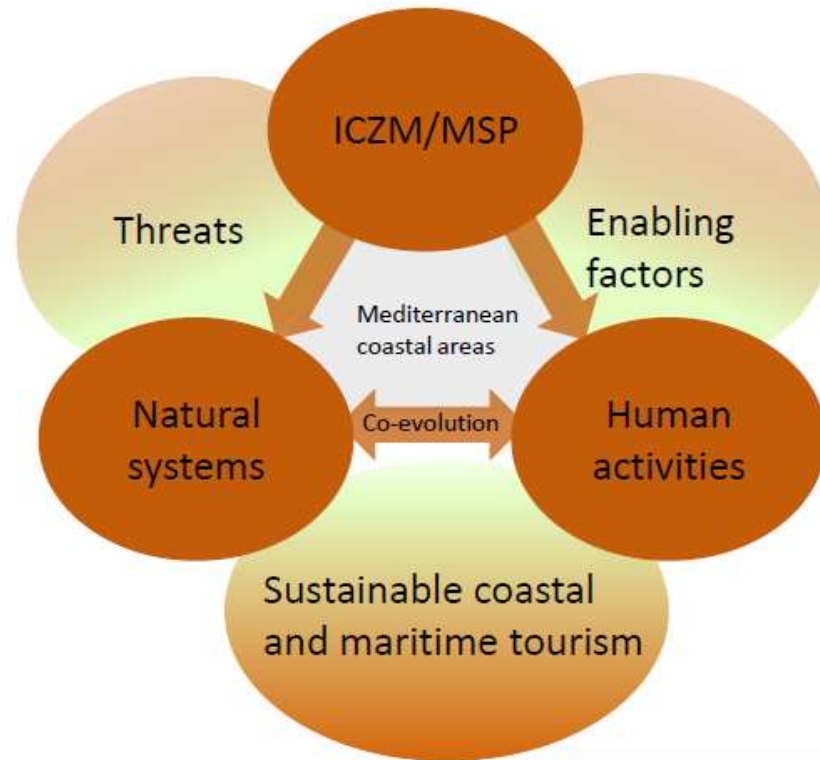 ICZM/MSP
Threats
Enabling
factors
Mediterranean
coastal areas
Natural
systems
Co-evolution
Human
activities
Sustainable coastal
and maritime tourism